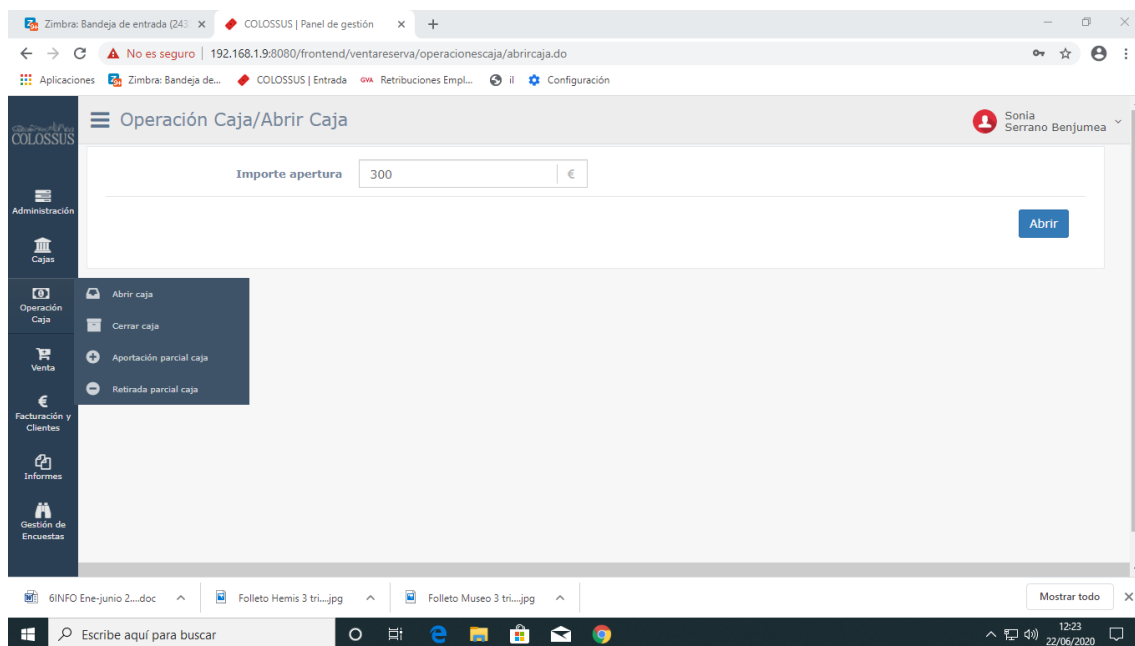 Zimbra: Bandeja de entrada (243
COLOSSUS | Panel de gestión
No es seguro | 192.168.1.9:8080/frontend/ventareserva/operacionescaja/abrircaja.do
Aplicaciones
Zimbra: Bandeja de...
COLOSSUS | Entrada
GVA Retribuciones Empl...
il
Configuración
COLOSSUS
Operación Caja/Abrir Caja
Sonia
Serrano Benjumea
Importe apertura
300
€
Abrir
Administración
Cajas
Operación
Caja
Abrir caja
Cerrar caja
Aportación parcial caja
Retirada parcial caja
Venta
Facturación y
Clientes
Informes
Gestión de
Encuestas
6INFO Ene-junio 2....doc
Folleto Hemis 3 tri....jpg
Folleto Museo 3 tri....jpg
Mostrar todo
Escribe aquí para buscar
12:23
22/06/2020